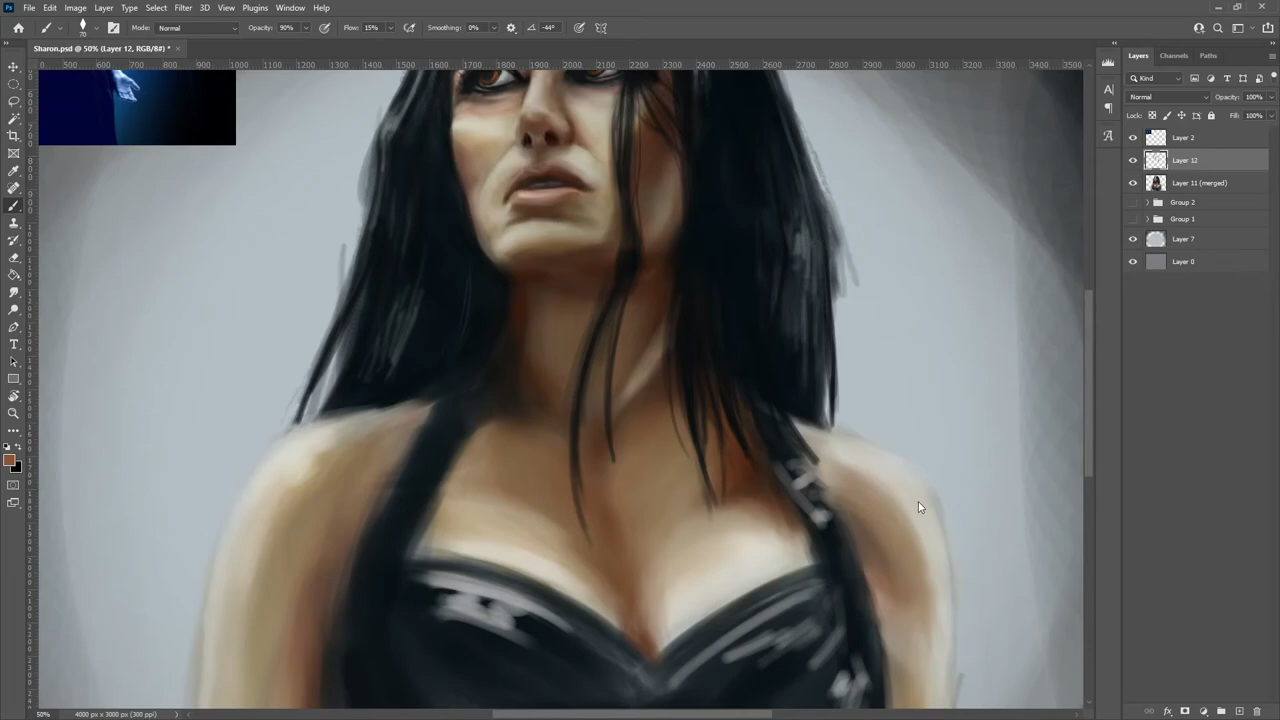 File Edit Image Layer Type Select Filter 3D View Plugins Window Help
70 Mode: Normal Opacity: 90% Flow: 15% Smoothing: 0% -44°
Sharon.psd @ 50% (Layer 12, RGB/8#) * ×
500 600 700 800 900 1000 1100 1200 1300 1400 1500 1600 1700 1800 1900 2000 2100 2200 2300 2400 2500 2600 2700 2800 2900 3000 3100 3200 3300 3400 3500
Layers Channels Paths
Kind
Normal Opacity: 100%
Lock: Fill: 100%
Layer 2
Layer 12
Layer 11 (merged)
Group 2
Group 1
Layer 7
Layer 0
50% 4000 px x 3000 px (300 ppi)